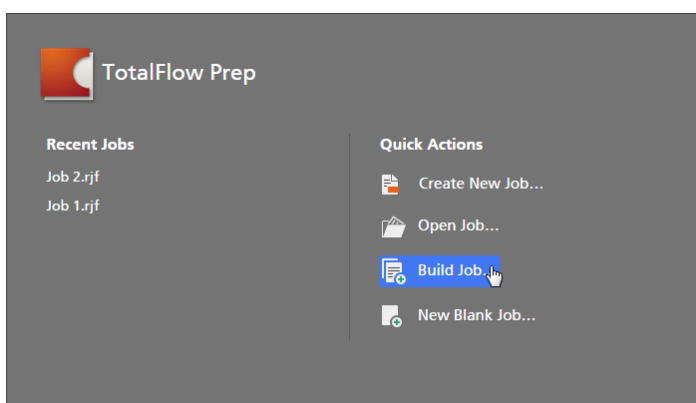 TotalFlow Prep
Recent Jobs
Job 2.rjf
Job 1.rjf
Quick Actions
Create New Job...
Open Job...
Build Job..
New Blank Job...